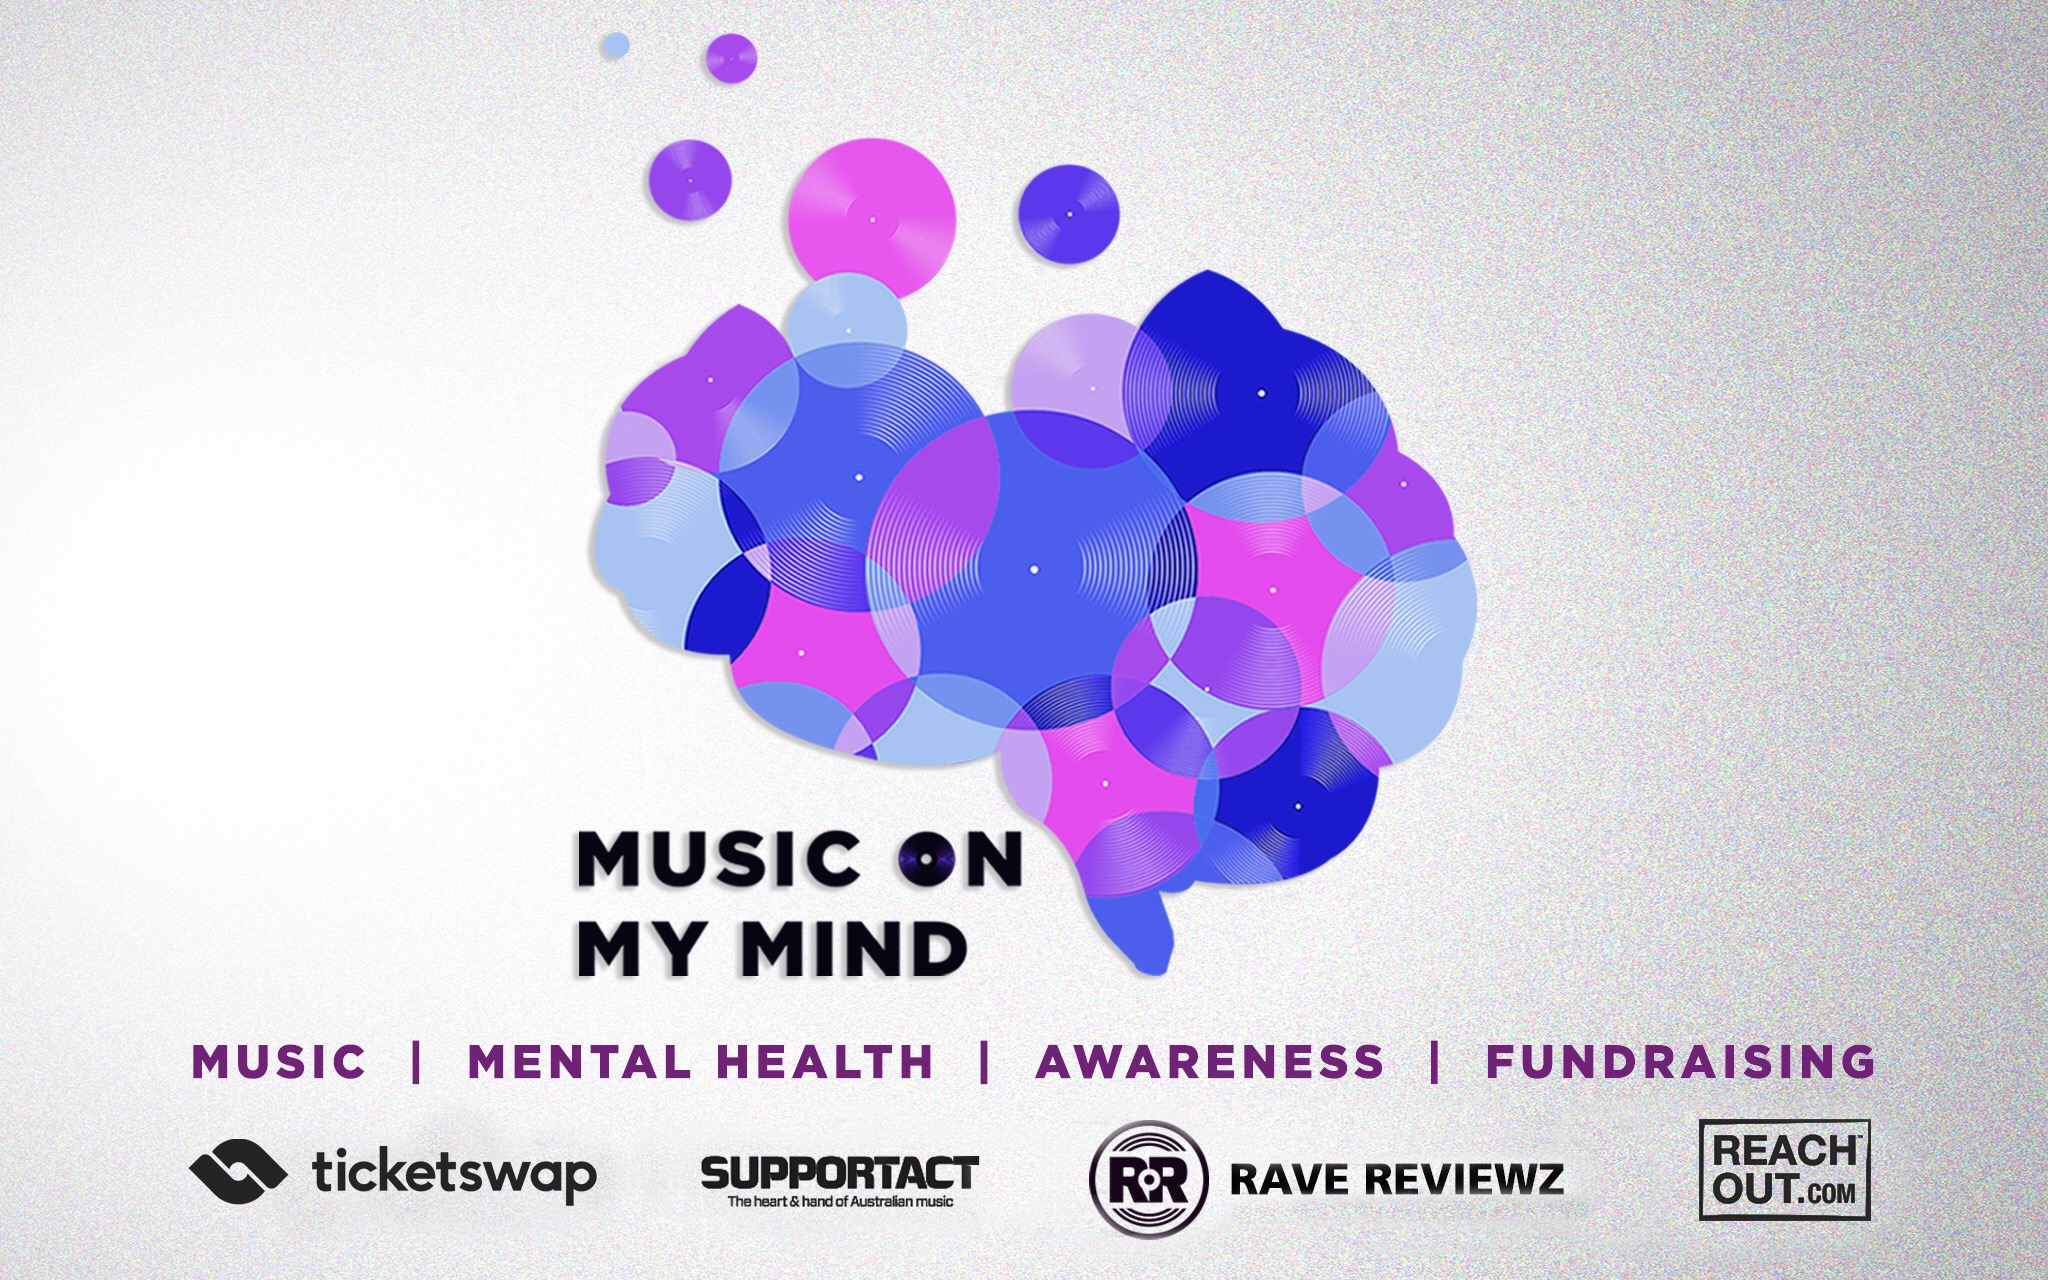 MUSIC ON
MY MIND
MUSIC | MENTAL HEALTH | AWARENESS | FUNDRAISING
ticketswap
SUPPORTACT
The heart & hand of Australian music
RR
RAVE REVIEWZ
REACH™
OUT.COM